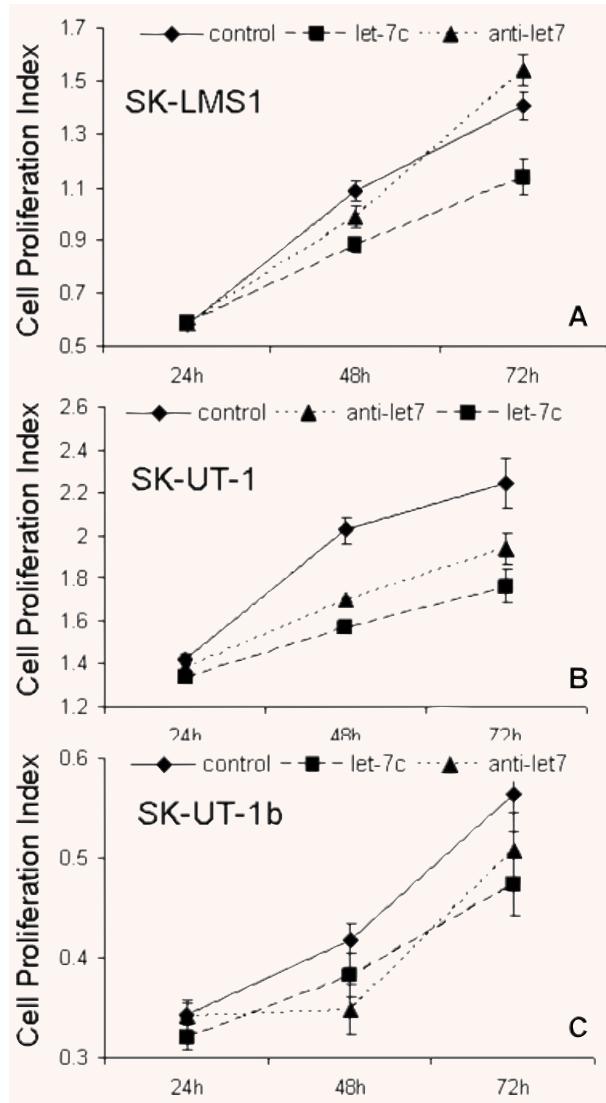 1.7
control let-7c anti-let7
1.5
SK-LMS1
1.3
1.1
0.9
0.7
0.5
Cell Proliferation Index
A
24h 48h 72h
2.6
control anti-let7 let-7c
2.4
SK-UT-1
2.2
2
1.8
1.6
1.4
1.2
Cell Proliferation Index
B
24h 48h 72h
0.6
control let-7c anti-let7
SK-UT-1b
0.5
0.4
0.3
Cell Proliferation Index
C
24h 48h 72h